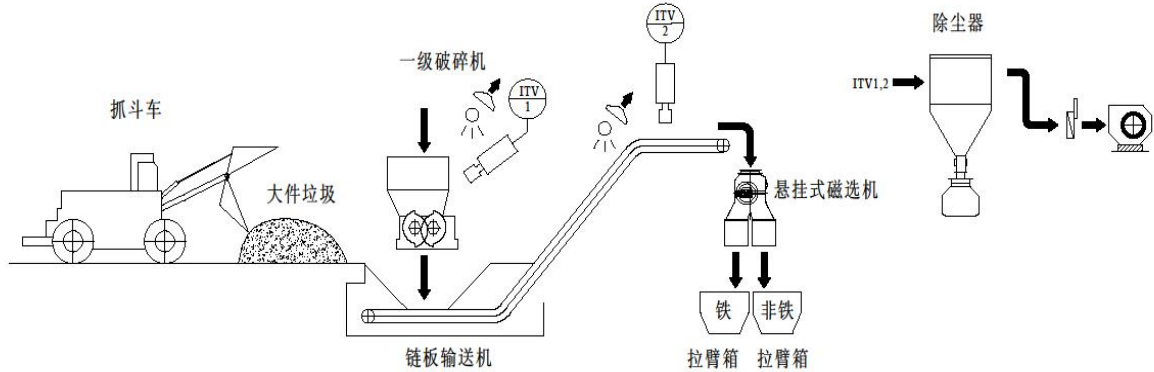 ITV
2
除尘器
一级破碎机
ITV
1
ITV1,2
抓斗车
大件垃圾
悬挂式磁选机
铁
非铁
链板输送机
拉臂箱
拉臂箱